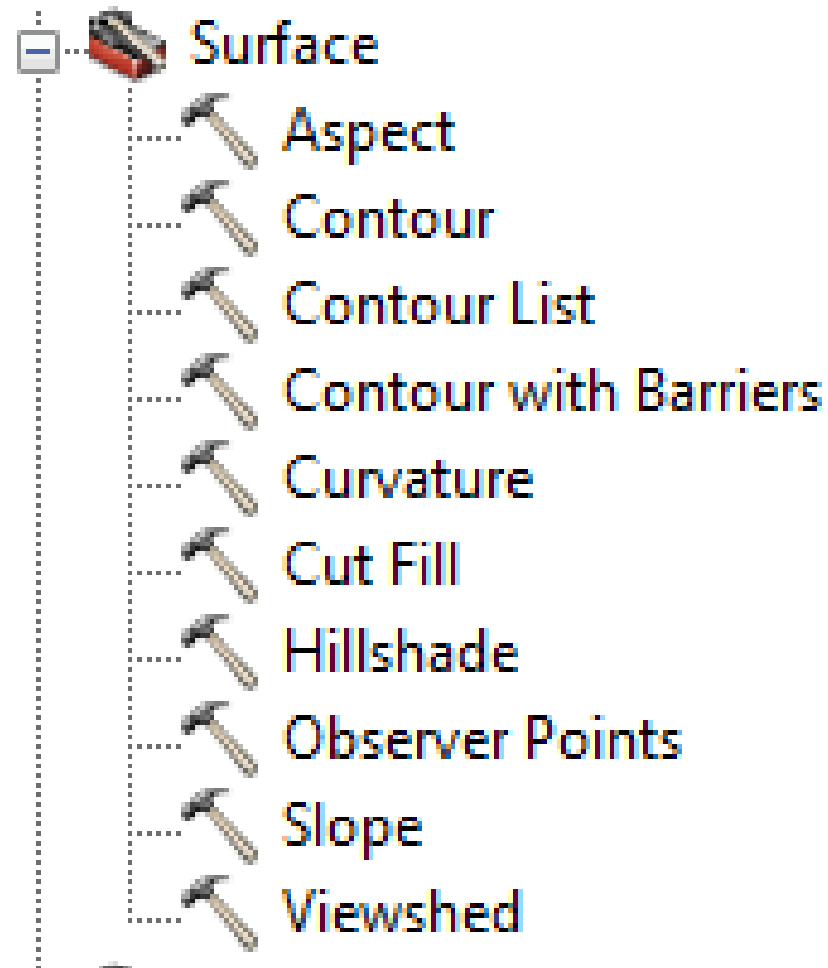 Surface
Aspect
Contour
Contour List
Contour with Barriers
Curvature
Cut Fill
Hillshade
Observer Points
Slope
Viewshed